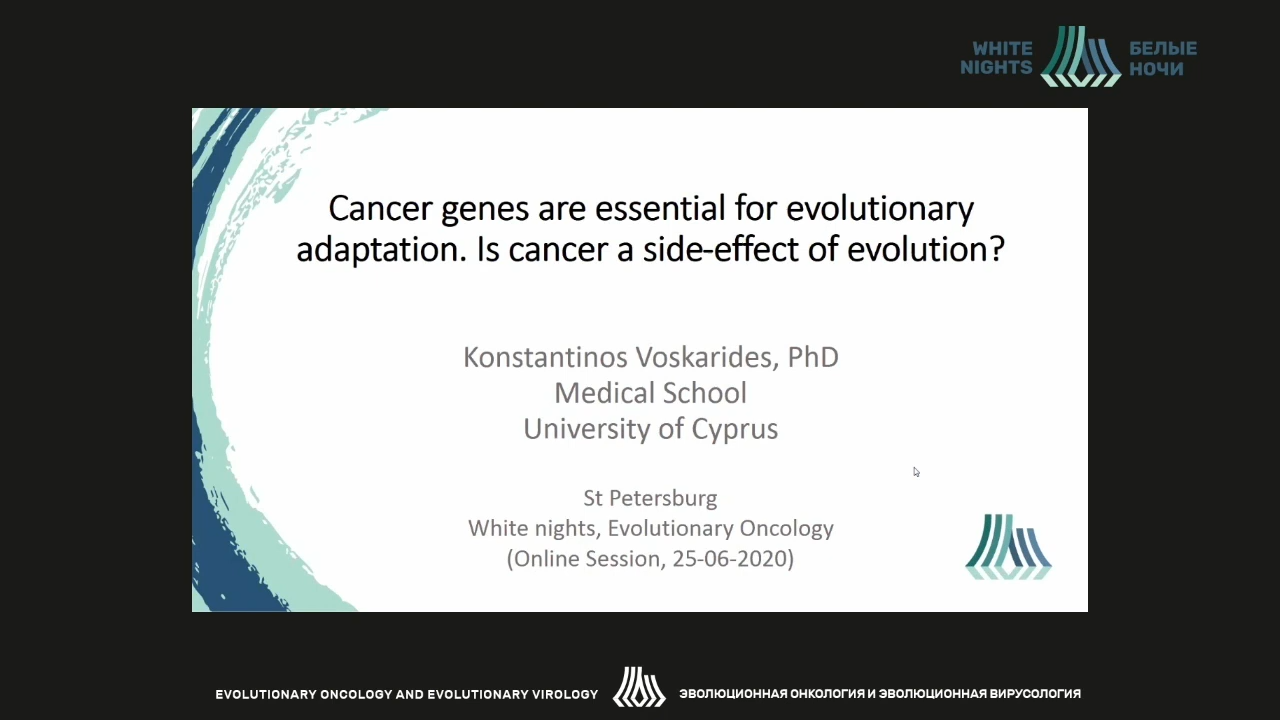 WHITE
NIGHTS
БЕЛЫЕ
НОЧИ
Cancer genes are essential for evolutionary
adaptation. Is cancer a side-effect of evolution?
Konstantinos Voskarides, PhD
Medical School
University of Cyprus
St Petersburg
White nights, Evolutionary Oncology
(Online Session, 25-06-2020)
EVOLUTIONARY ONCOLOGY AND EVOLUTIONARY VIROLOGY
ЭВОЛЮЦИОННАЯ ОНКОЛОГИЯ И ЭВОЛЮЦИОННАЯ ВИРУСОЛОГИЯ